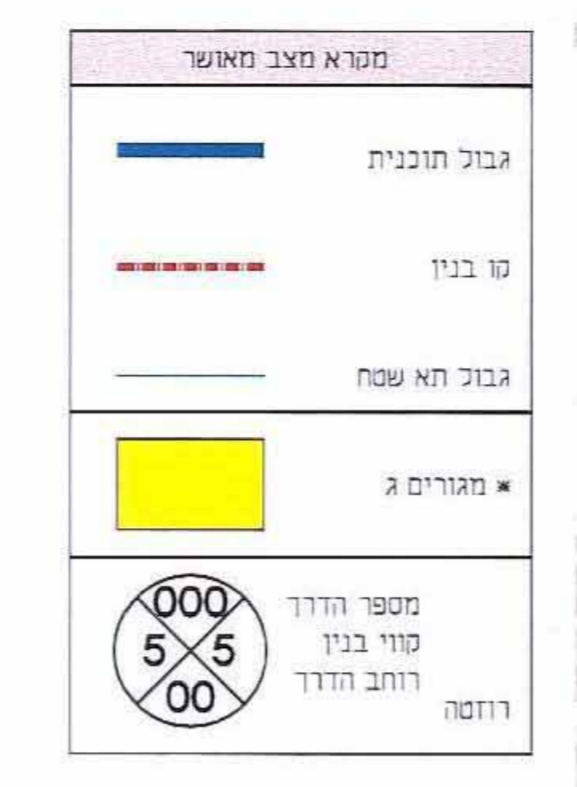 מקרא מצב מאושר
גבול תוכנית
קו בנין
גבול תא שטח
* מגורים ג
מספר הדרך
קווי בנין
רוחב הדרך
רוזטה
000
5 5
00